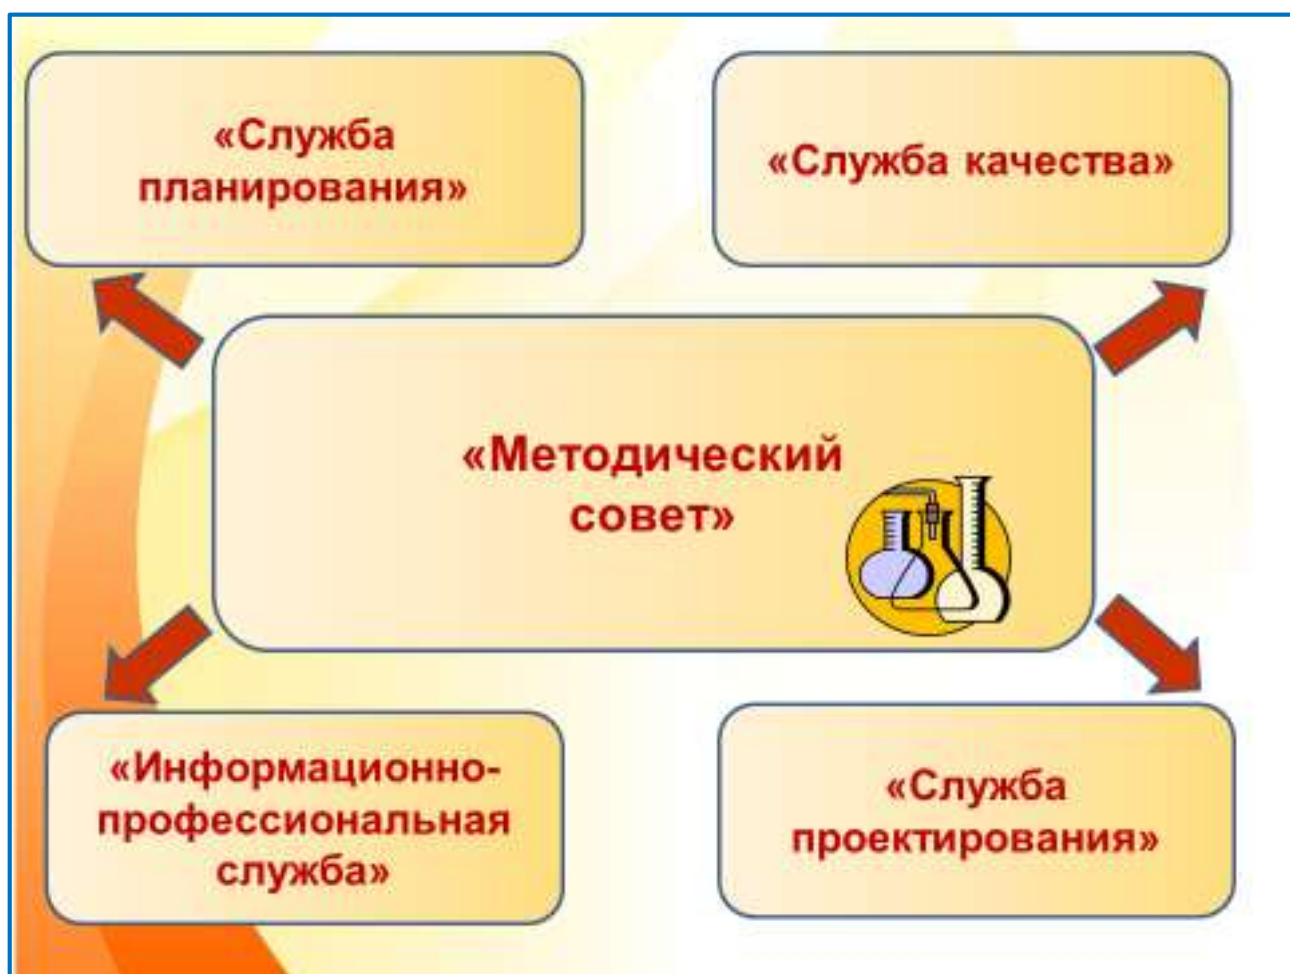 «Служба
планирования»
«Служба качества»
«Методический
совет»
«Информационно-
профессиональная
служба»
«Служба
проектирования»